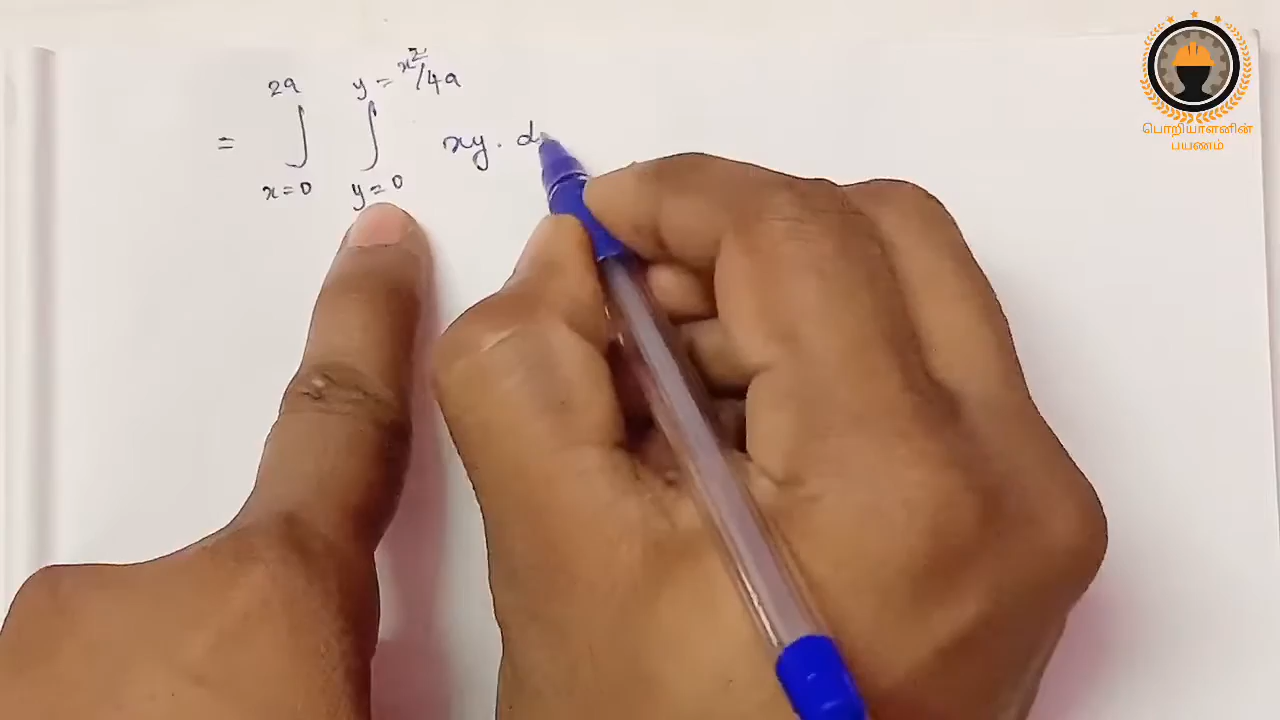 2a y = x²/4a
= ∫ ∫ xy. d
x=0 y=0
பொறியாளனின்
பயணம்